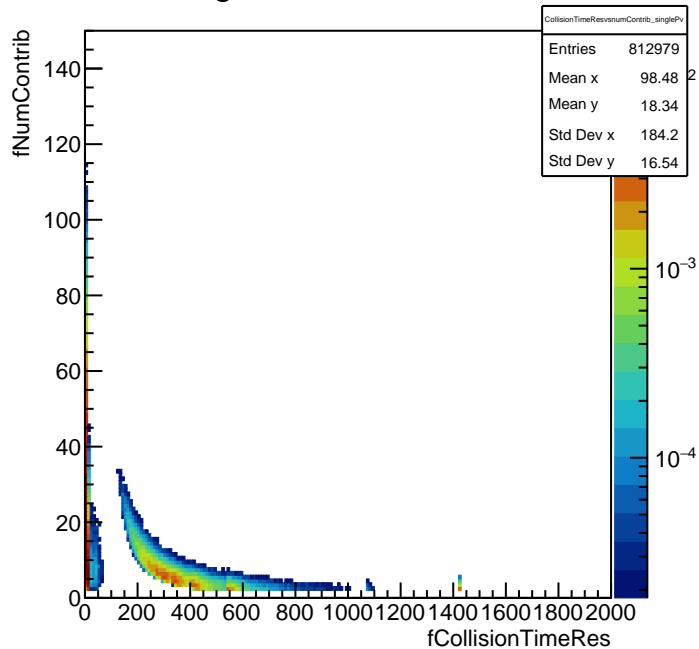 CollisionTimeResvsnumContrib_singlePv
Entries 812979
Mean x 98.48
Mean y 18.34
Std Dev x 184.2
Std Dev y 16.54
2
fNumContrib
140
120
100
80
60
40
20
0
10⁻³
10⁻⁴
0 200 400 600 800 1000 1200 1400 1600 1800 2000
fCollisionTimeRes